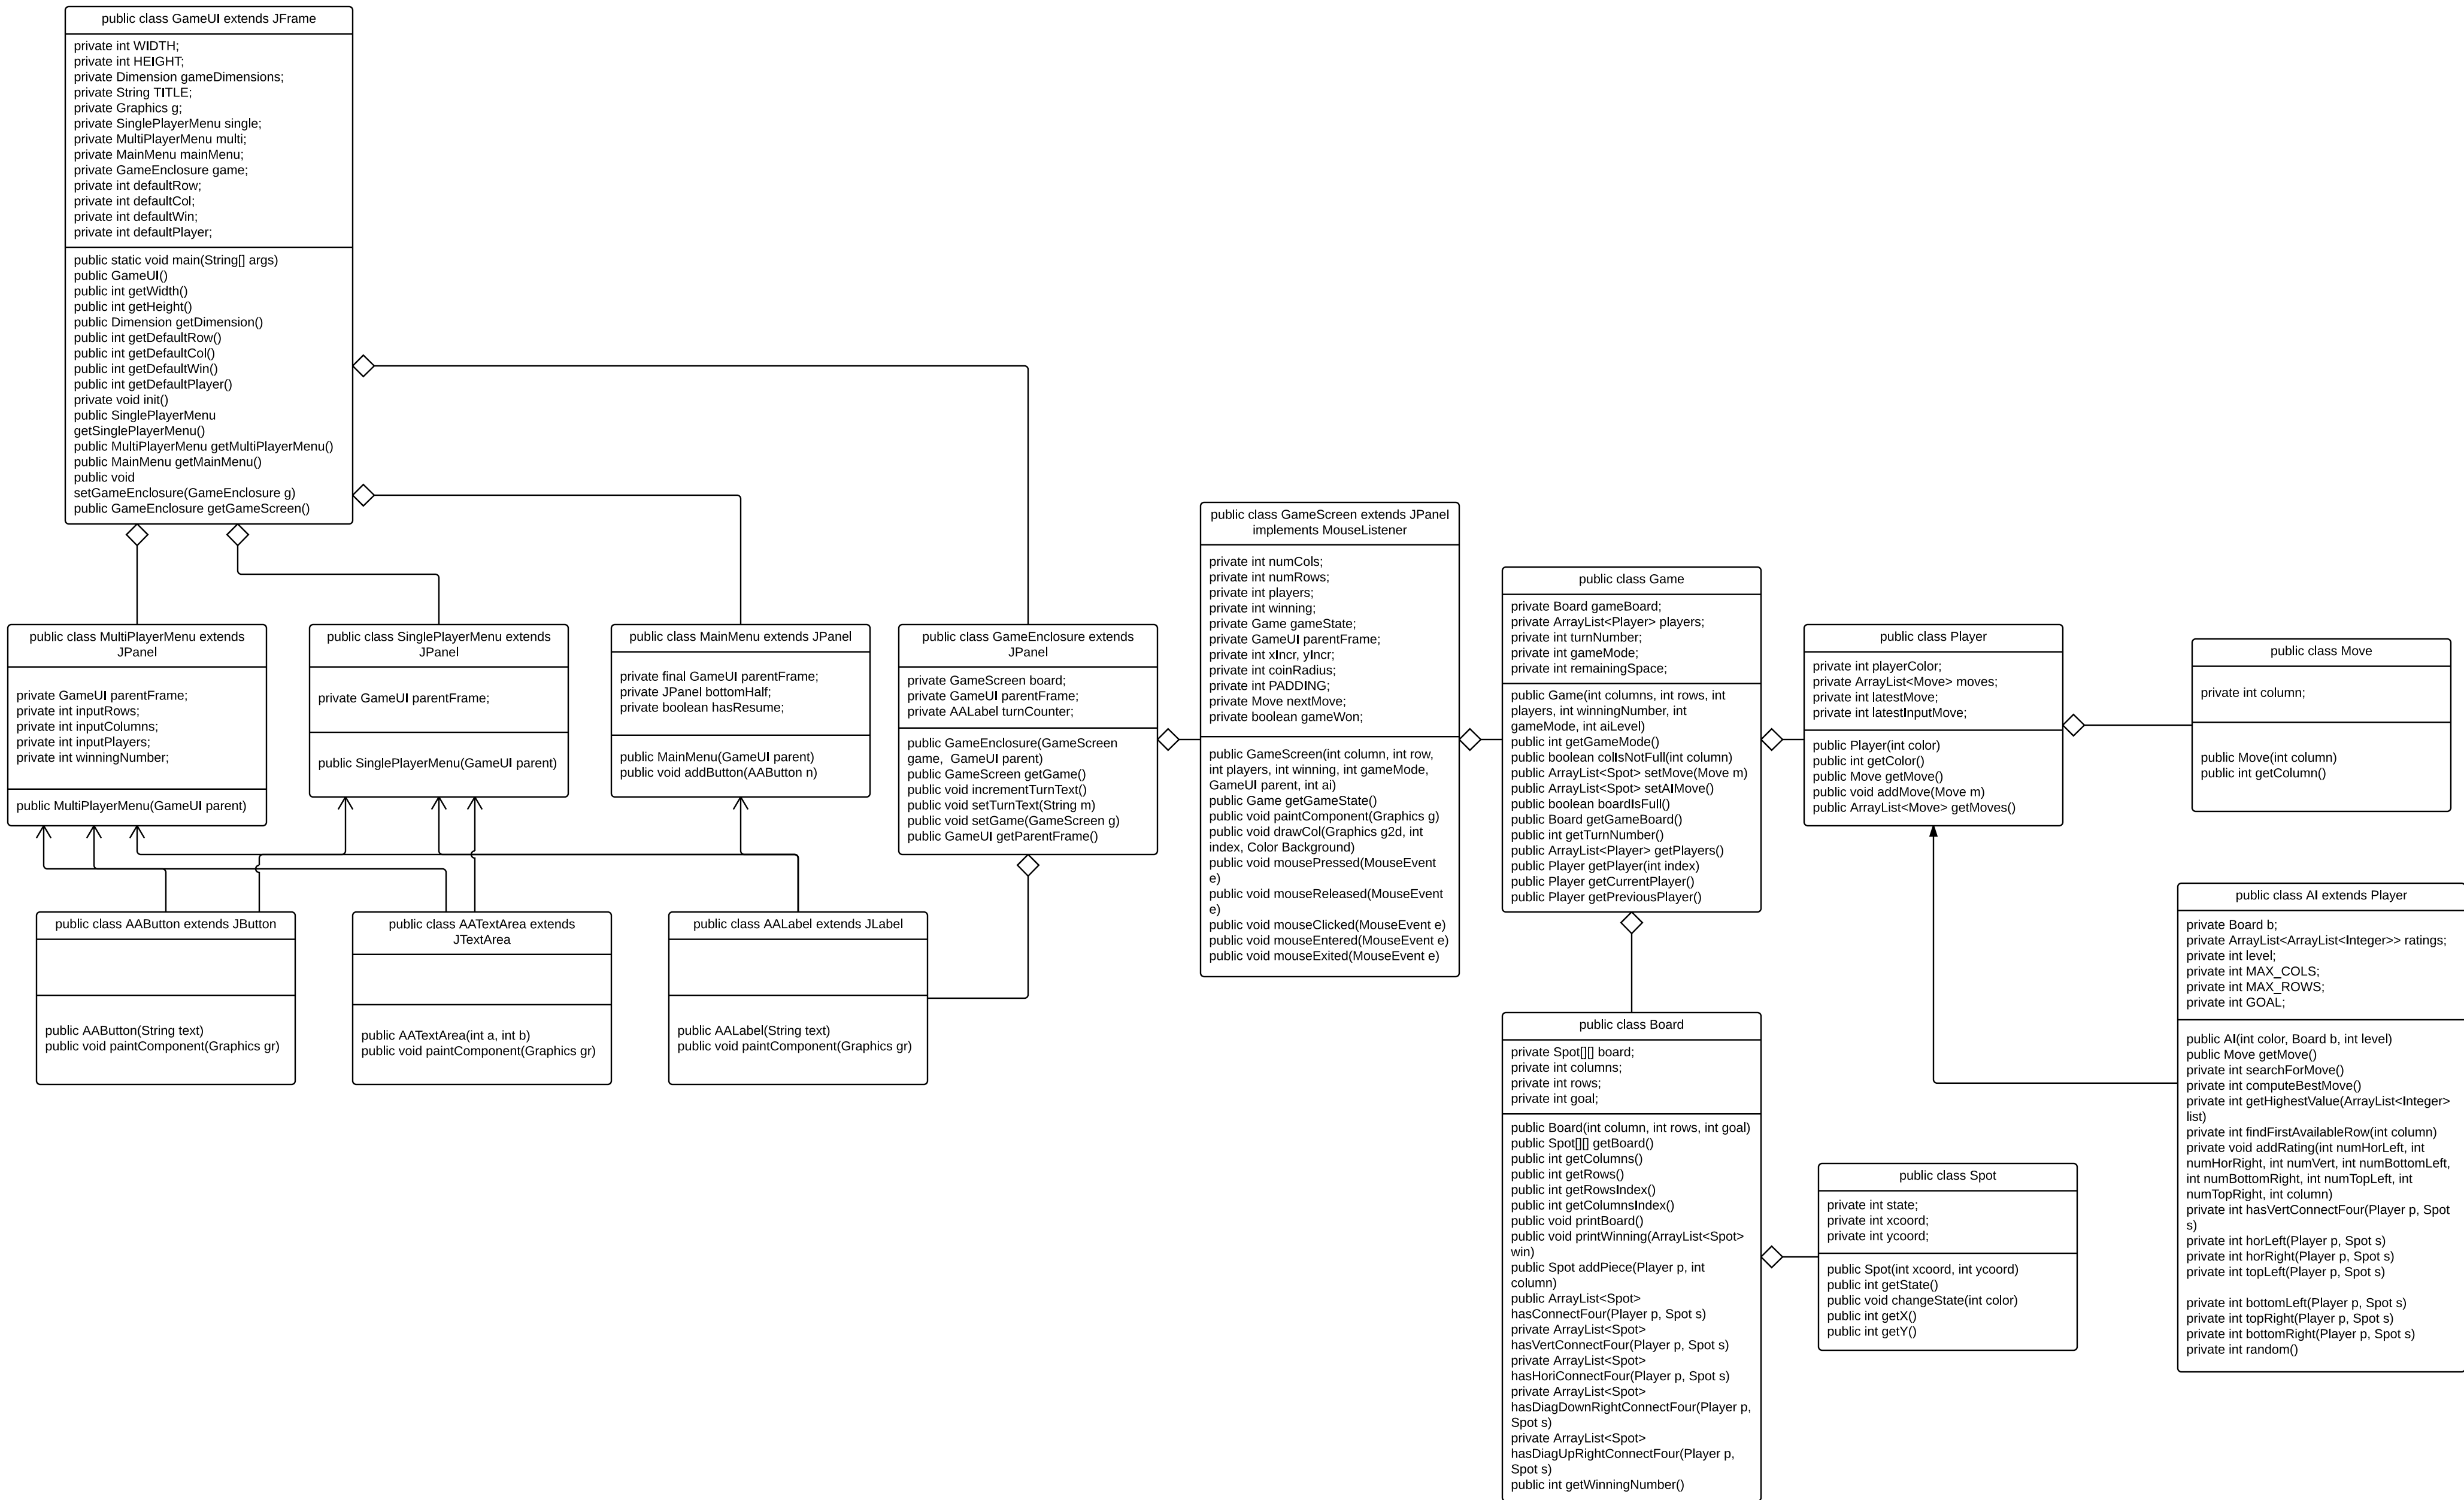 public class GameUI extends JFrame
private int WIDTH;
private int HEIGHT;
private Dimension gameDimensions;
private String TITLE;
private Graphics g;
private SinglePlayerMenu single;
private MultiPlayerMenu multi;
private MainMenu mainMenu;
private GameEnclosure game;
private int defaultRow;
private int defaultCol;
private int defaultWin;
private int defaultPlayer;
public static void main(String[] args)
public GameUI()
public int getWidth()
public int getHeight()
public Dimension getDimension()
public int getDefaultRow()
public int getDefaultCol()
public int getDefaultWin()
public int getDefaultPlayer()
private void init()
public SinglePlayerMenu
getSinglePlayerMenu()
public MultiPlayerMenu getMultiPlayerMenu()
public MainMenu getMainMenu()
public void
setGameEnclosure(GameEnclosure g)
public GameEnclosure getGameScreen()
public class MultiPlayerMenu extends
JPanel
private GameUI parentFrame;
private int inputRows;
private int inputColumns;
private int inputPlayers;
private int winningNumber;
public MultiPlayerMenu(GameUI parent)
public class SinglePlayerMenu extends
JPanel
private GameUI parentFrame;
public SinglePlayerMenu(GameUI parent)
public class MainMenu extends JPanel
private final GameUI parentFrame;
private JPanel bottomHalf;
private boolean hasResume;
public MainMenu(GameUI parent)
public void addButton(AAButton n)
public class GameEnclosure extends
JPanel
private GameScreen board;
private GameUI parentFrame;
private AALabel turnCounter;
public GameEnclosure(GameScreen
game,  GameUI parent)
public GameScreen getGame()
public void incrementTurnText()
public void setTurnText(String m)
public void setGame(GameScreen g)
public GameUI getParentFrame()
public class AAButton extends JButton
public AAButton(String text)
public void paintComponent(Graphics gr)
public class AATextArea extends
JTextArea
public AATextArea(int a, int b)
public void paintComponent(Graphics gr)
public class AALabel extends JLabel
public AALabel(String text)
public void paintComponent(Graphics gr)
public class GameScreen extends JPanel
implements MouseListener
private int numCols;
private int numRows;
private int players;
private int winning;
private Game gameState;
private GameUI parentFrame;
private int xIncr, yIncr;
private int coinRadius;
private int PADDING;
private Move nextMove;
private boolean gameWon;
public GameScreen(int column, int row,
int players, int winning, int gameMode,
GameUI parent, int ai)
public Game getGameState()
public void paintComponent(Graphics g)
public void drawCol(Graphics g2d, int
index, Color Background)
public void mousePressed(MouseEvent
e)
public void mouseReleased(MouseEvent
e)
public void mouseClicked(MouseEvent e)
public void mouseEntered(MouseEvent e)
public void mouseExited(MouseEvent e)
public class Game
private Board gameBoard;
private ArrayList<Player> players;
private int turnNumber;
private int gameMode;
private int remainingSpace;
public Game(int columns, int rows, int
players, int winningNumber, int
gameMode, int aiLevel)
public int getGameMode()
public boolean colIsNotFull(int column)
public ArrayList<Spot> setMove(Move m)
public ArrayList<Spot> setAIMove()
public boolean boardIsFull()
public Board getGameBoard()
public int getTurnNumber()
public ArrayList<Player> getPlayers()
public Player getPlayer(int index)
public Player getCurrentPlayer()
public Player getPreviousPlayer()
public class Board
private Spot[][] board;
private int columns;
private int rows;
private int goal;
public Board(int column, int rows, int goal)
public Spot[][] getBoard()
public int getColumns()
public int getRows()
public int getRowsIndex()
public int getColumnsIndex()
public void printBoard()
public void printWinning(ArrayList<Spot>
win)
public Spot addPiece(Player p, int
column)
public ArrayList<Spot>
hasConnectFour(Player p, Spot s)
private ArrayList<Spot>
hasVertConnectFour(Player p, Spot s)
private ArrayList<Spot>
hasHoriConnectFour(Player p, Spot s)
private ArrayList<Spot>
hasDiagDownRightConnectFour(Player p,
Spot s)
private ArrayList<Spot>
hasDiagUpRightConnectFour(Player p,
Spot s)
public int getWinningNumber()
public class Player
private int playerColor;
private ArrayList<Move> moves;
private int latestMove;
private int latestInputMove;
public Player(int color)
public int getColor()
public Move getMove()
public void addMove(Move m)
public ArrayList<Move> getMoves()
public class Spot
private int state;
private int xcoord;
private int ycoord;
public Spot(int xcoord, int ycoord)
public int getState()
public void changeState(int color)
public int getX()
public int getY()
public class Move
private int column;
public Move(int column)
public int getColumn()
public class AI extends Player
private Board b;
private ArrayList<ArrayList<Integer>> ratings;
private int level;
private int MAX_COLS;
private int MAX_ROWS;
private int GOAL;
public AI(int color, Board b, int level)
public Move getMove()
private int searchForMove()
private int computeBestMove()
private int getHighestValue(ArrayList<Integer>
list)
private int findFirstAvailableRow(int column)
private void addRating(int numHorLeft, int
numHorRight, int numVert, int numBottomLeft,
int numBottomRight, int numTopLeft, int
numTopRight, int column)
private int hasVertConnectFour(Player p, Spot
s)
private int horLeft(Player p, Spot s)
private int horRight(Player p, Spot s)
private int topLeft(Player p, Spot s)
private int bottomLeft(Player p, Spot s)
private int topRight(Player p, Spot s)
private int bottomRight(Player p, Spot s)
private int random()